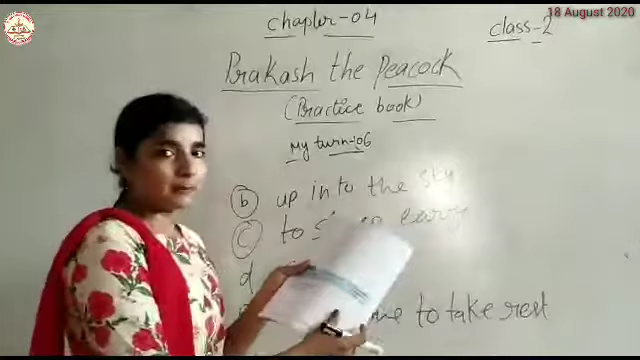 18 August 2020
chapter-04
class-2
Prakash the Peacock
(Practice book)
My turn-06
b up into the sky
c to
d
to take rest